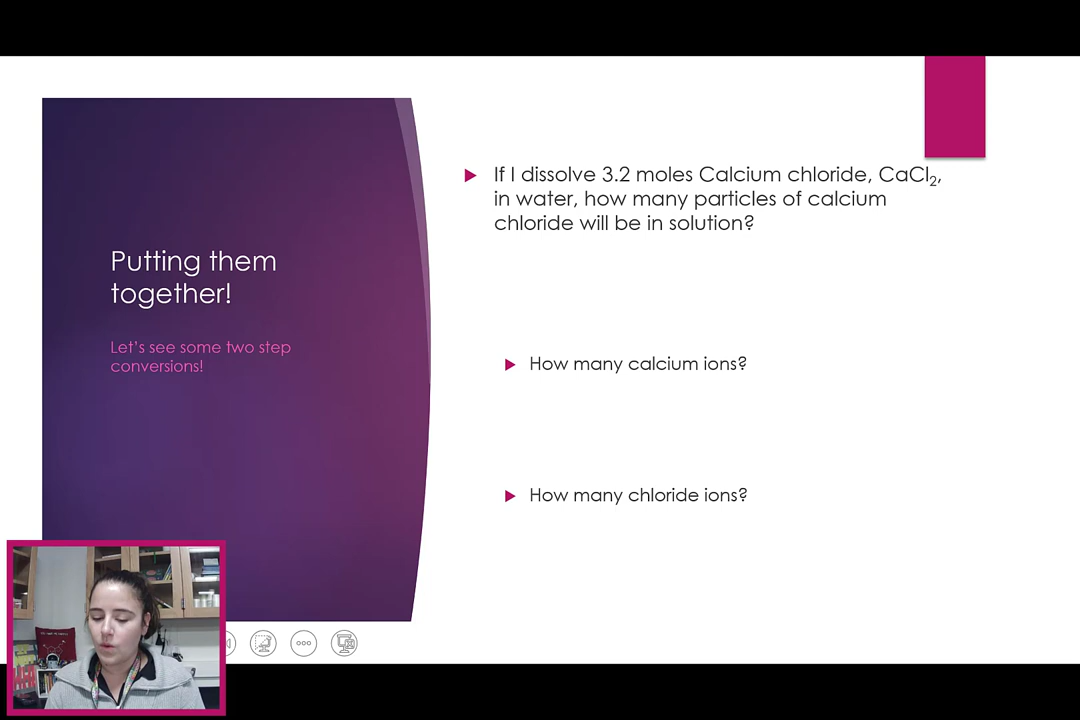 Putting them
together!
Let's see some two step
conversions!
If I dissolve 3.2 moles Calcium chloride, CaCl₂,
in water, how many particles of calcium
chloride will be in solution?
How many calcium ions?
How many chloride ions?